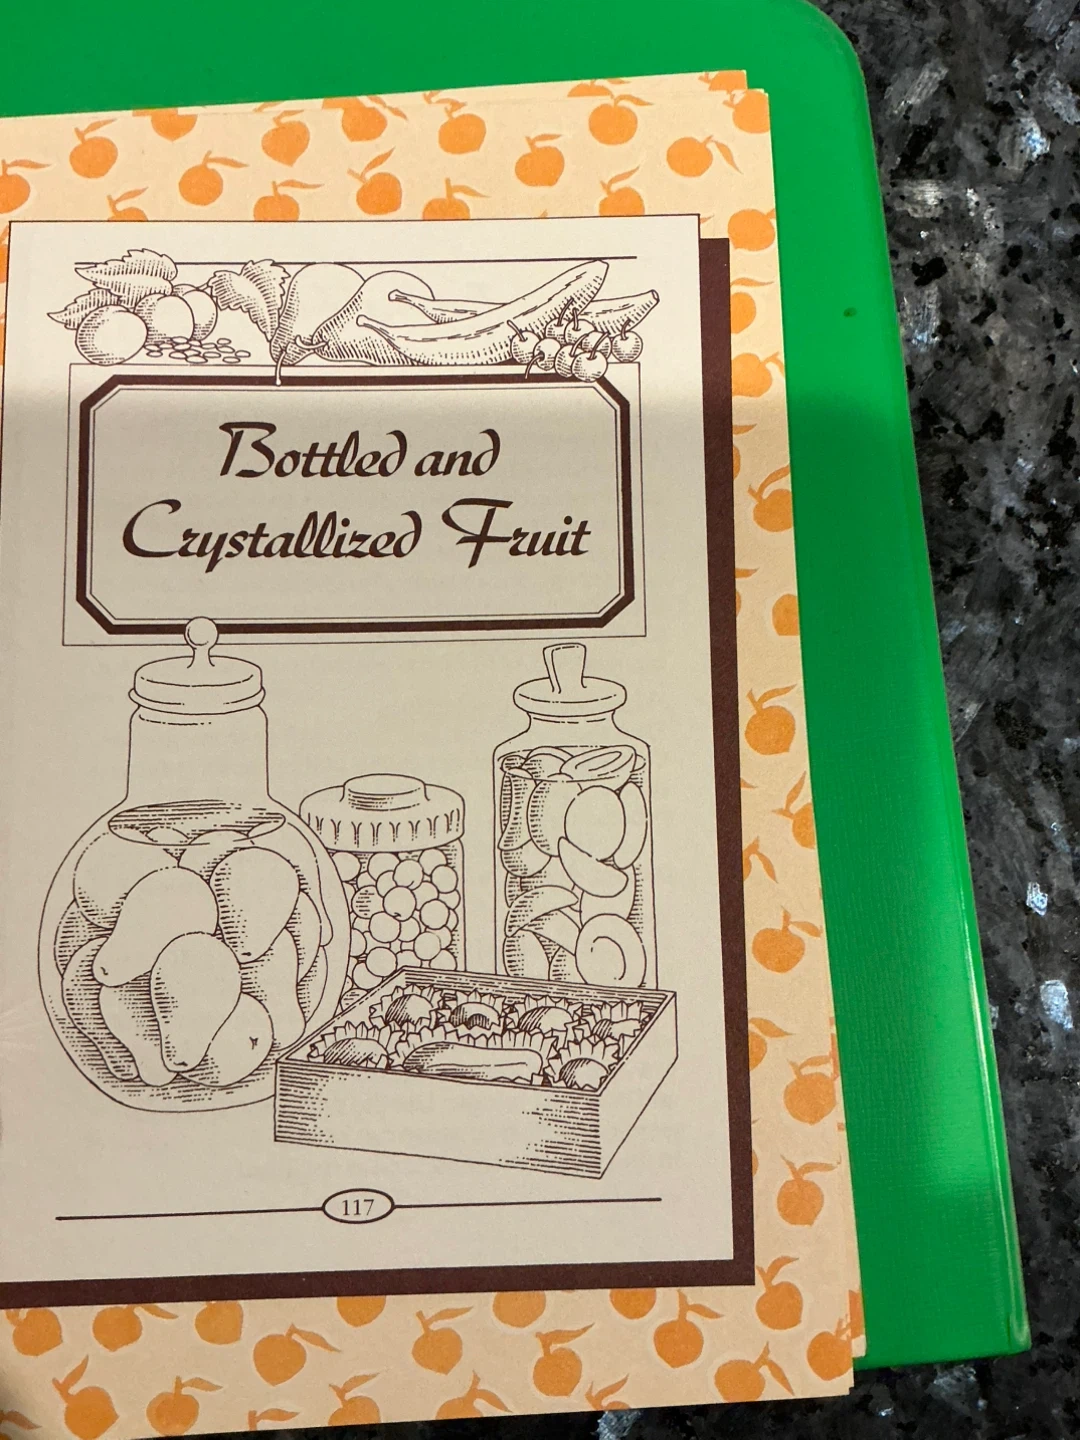 Bottled and
Crystallized Fruit
117